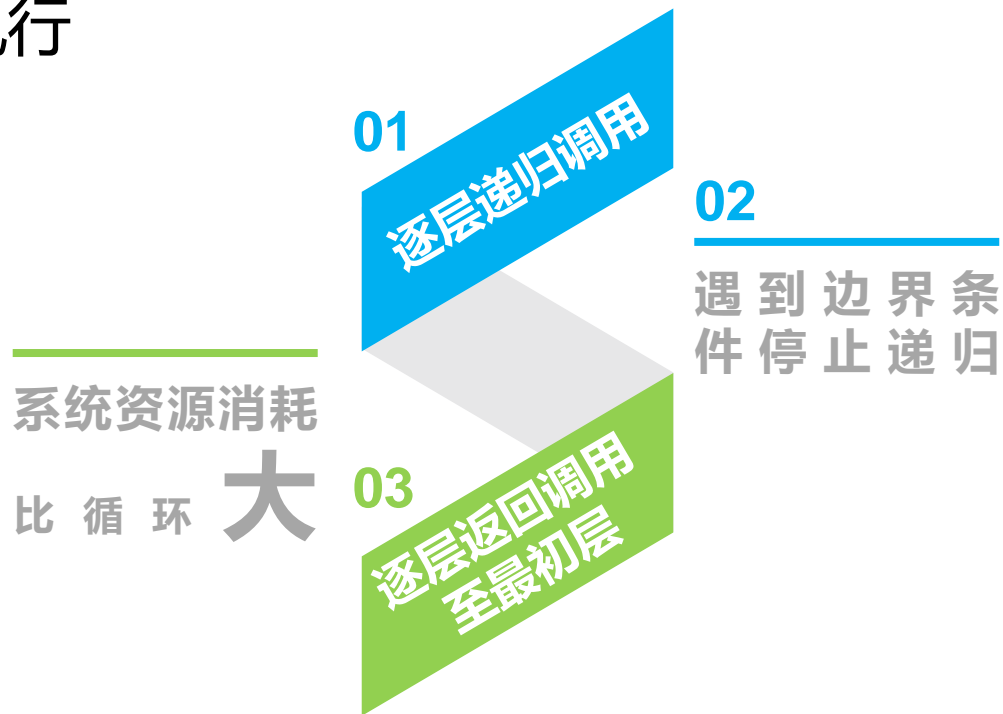 行
01
逐层递归调用
02
遇到边界条
件停止递归
系统资源消耗
比循环大
03
逐层返回调用
至最初层